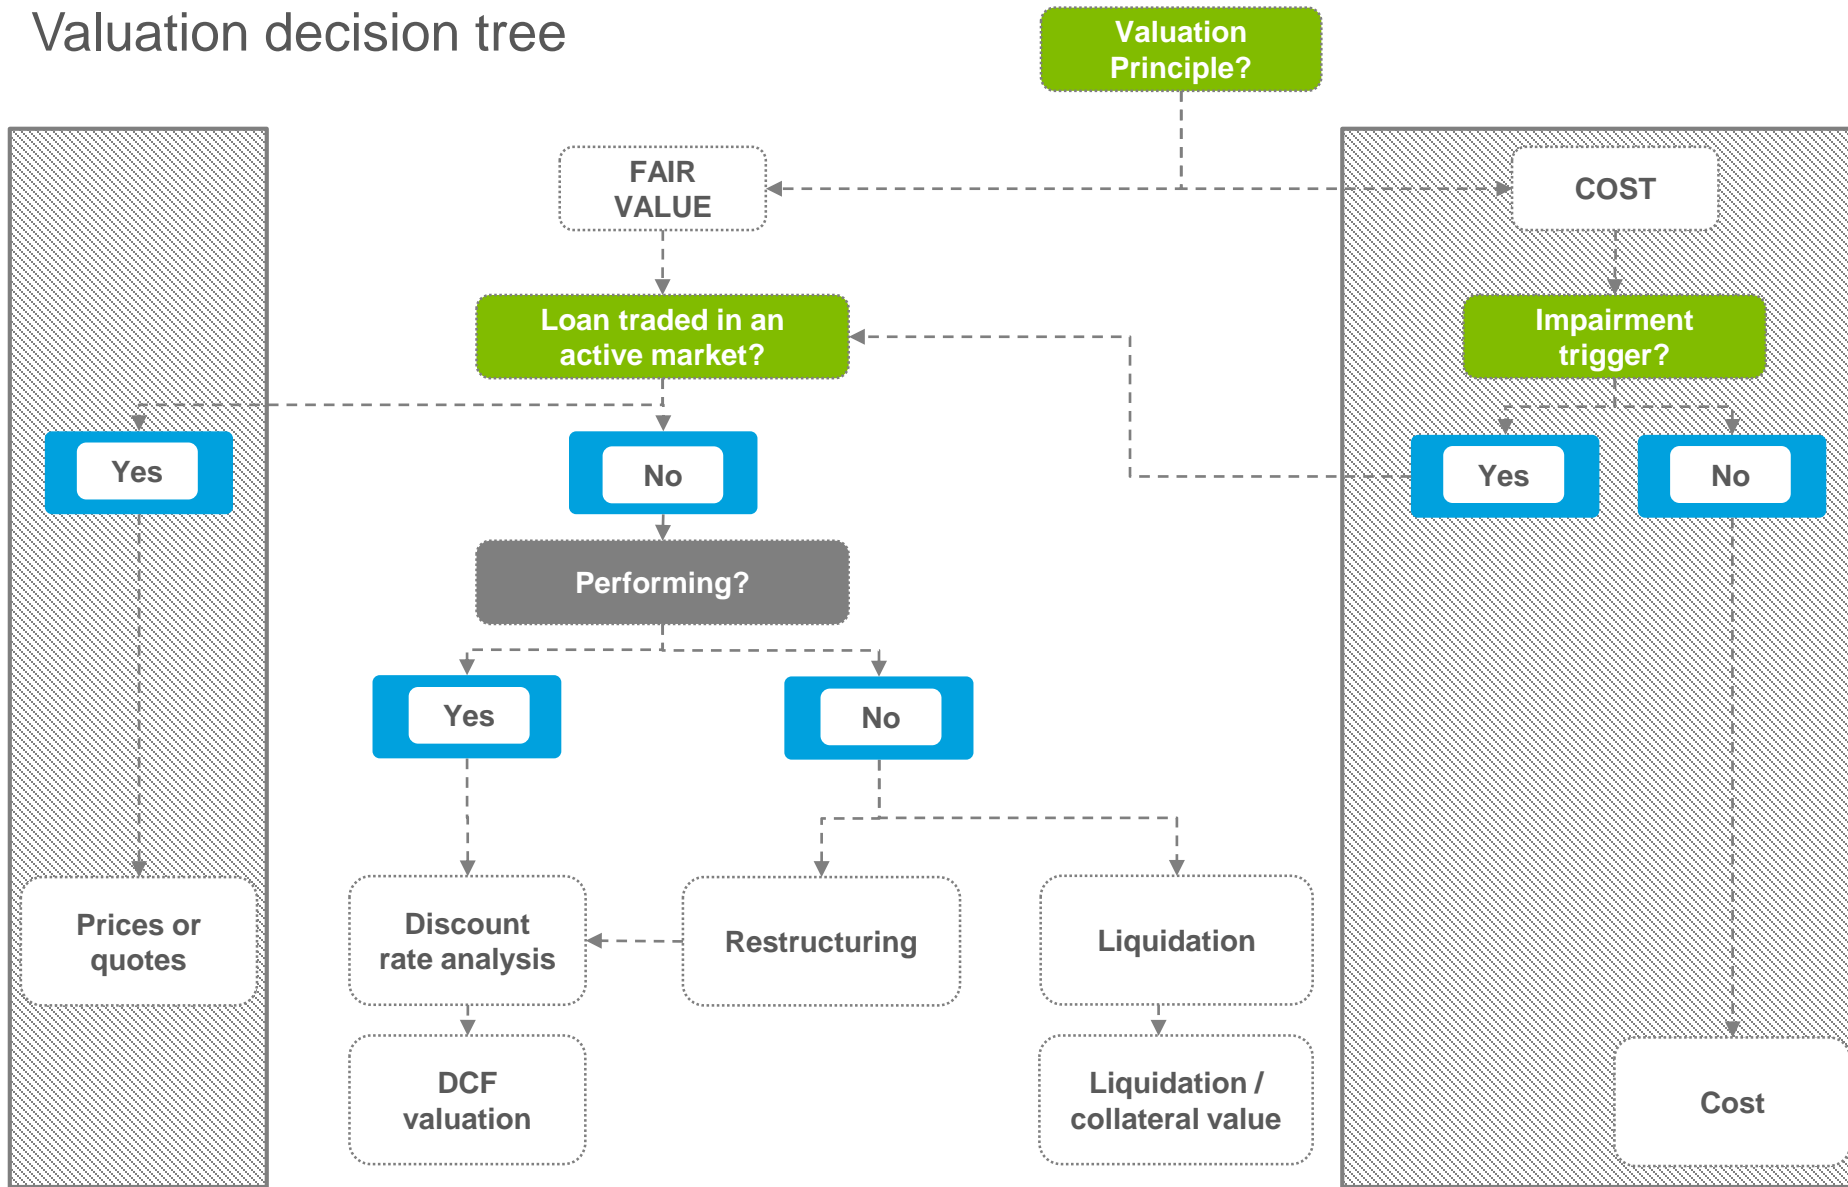 Valuation decision tree
Valuation
Principle?
FAIR
VALUE
COST
Loan traded in an
active market?
Impairment
trigger?
Yes
No
Yes
No
Performing?
Yes
No
Prices or
quotes
Discount
rate analysis
Restructuring
Liquidation
DCF
valuation
Liquidation /
collateral value
Cost